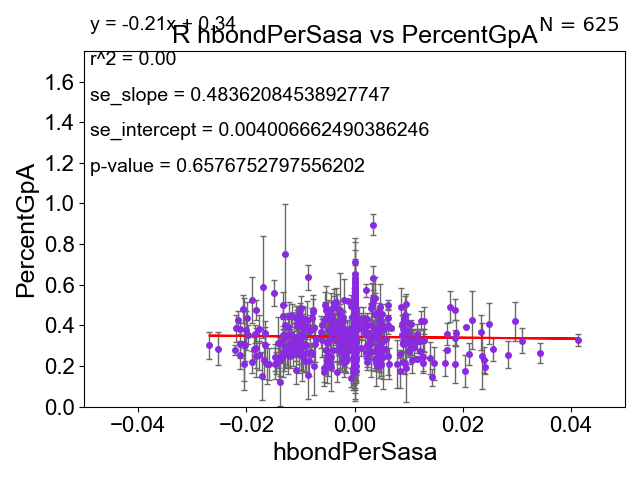 y = -0.21x + 0.34
N = 625
R hbondPerSasa vs PercentGpA
r^2 = 0.00
se_slope = 0.48362084538927747
se_intercept = 0.004006662490386246
p-value = 0.6576752797556202
PercentGpA
1.6
1.4
1.2
1.0
0.8
0.6
0.4
0.2
0.0
−0.04 −0.02 0.00 0.02 0.04
hbondPerSasa